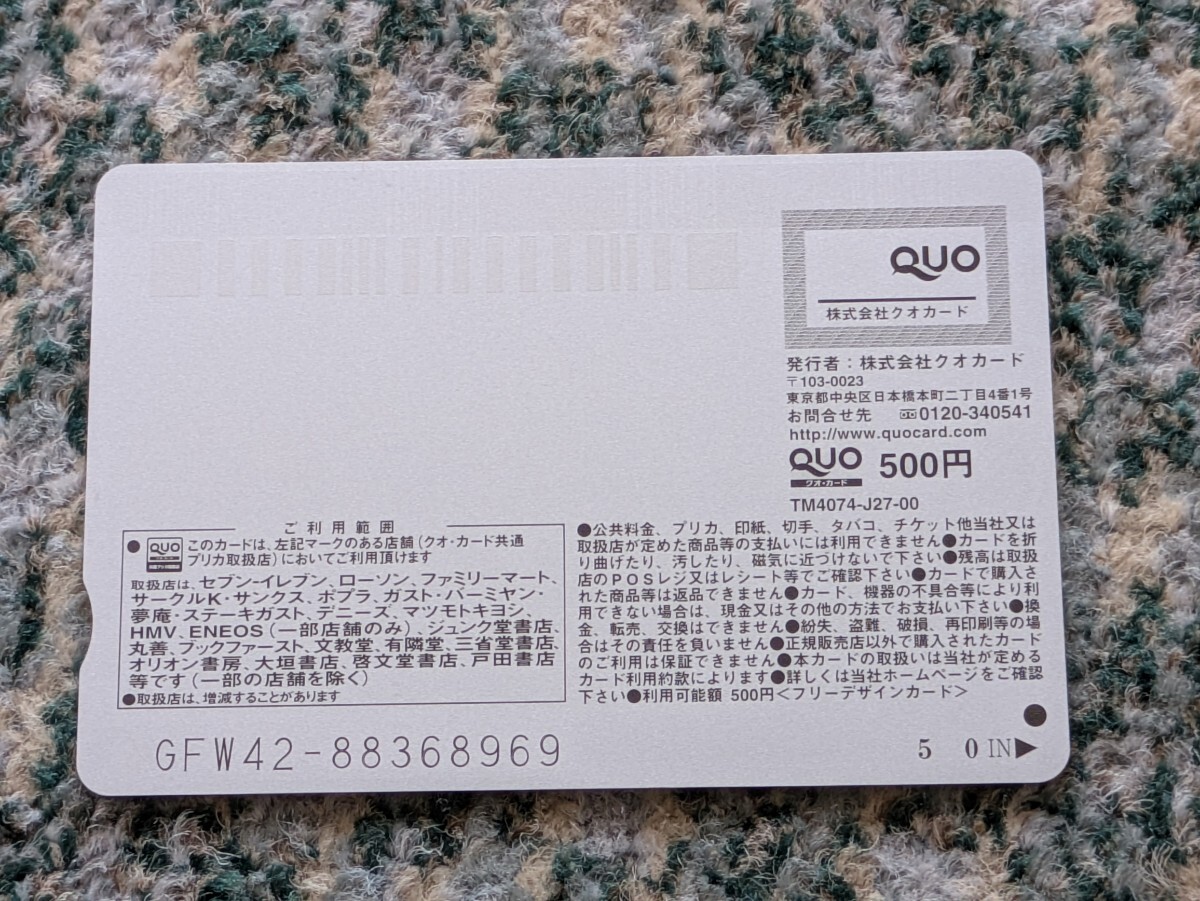 QUO
株式会社クオカード
発行者：株式会社クオカード
〒103-0023
東京都中央区日本橋本町二丁目4番1号
お問合せ先 0120-340541
http://www.quocard.com
QUO 500円
クオ・カード
TM4074-J27-00
ご利用範囲
●QUO このカードは、左記マークのある店舗（クオ・カード共通
プリカ取扱店）においてご利用頂けます
取扱店は、セブン-イレブン、ローソン、ファミリーマート、
サークルK・サンクス、ポプラ、ガスト・バーミヤン・
夢庵・ステーキガスト、デニーズ、マツモトキヨシ、
HMV、ENEOS（一部店舗のみ）、ジュンク堂書店、
丸善、ブックファースト、文教堂、有隣堂、三省堂書店、
オリオン書房、大垣書店、啓文堂書店、戸田書店
等です（一部の店舗を除く）
●取扱店は、増減することがあります
●公共料金、プリカ、印紙、切手、タバコ、チケット他当社又は
取扱店が定めた商品等の支払いには利用できません●カードを折
り曲げたり、汚したり、磁気に近づけないで下さい●残高は取扱
店のPOSレジ又はレシート等でご確認下さい●カードで購入さ
れた商品等は返品できません●カード、機器の不具合等により利
用できない場合は、現金又はその他の方法でお支払い下さい●換
金、転売、交換はできません●紛失、盗難、破損、再印刷等の場
合はその責任を負いません●正規販売店以外で購入されたカード
のご利用は保証できません●本カードの取扱いは当社が定める
カード利用約款によります●詳しくは当社ホームページをご確認
下さい●利用可能額 500円＜フリーデザインカード＞
GFW42-88368969
5 0 IN▶